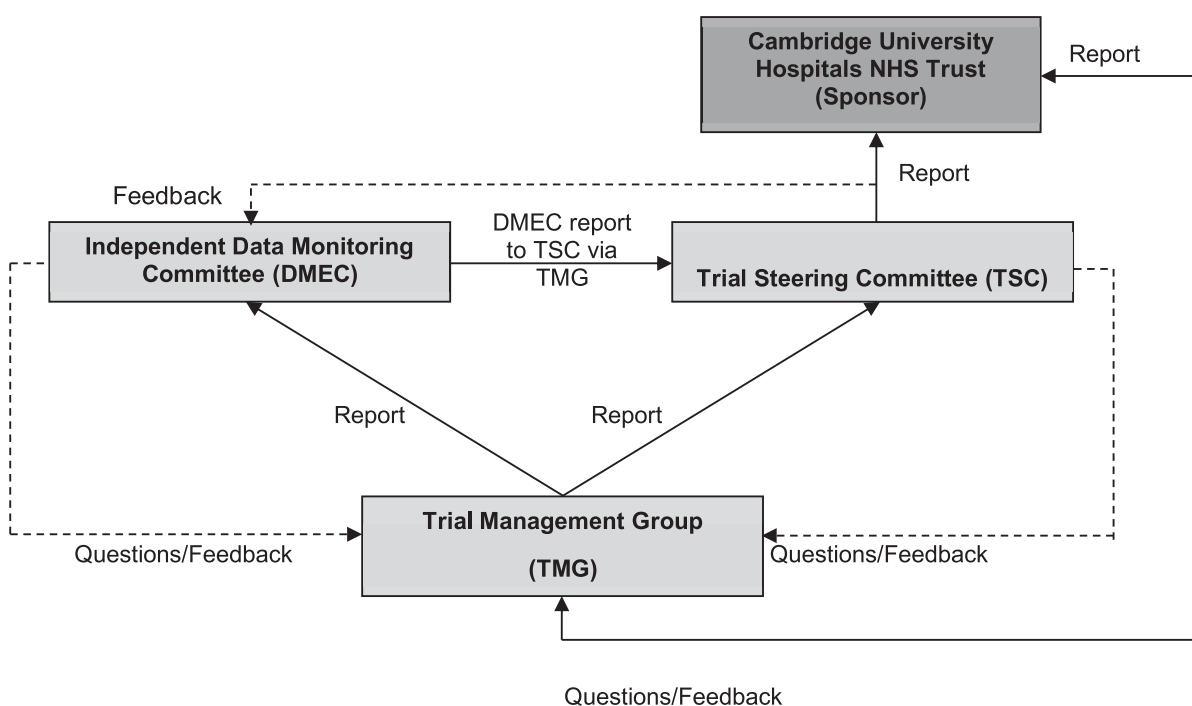 Cambridge University
Hospitals NHS Trust
(Sponsor)
Report
Report
Feedback
DMEC report
to TSC via
TMG
Independent Data Monitoring
Committee (DMEC)
Trial Steering Committee (TSC)
Report
Report
Trial Management Group
(TMG)
Questions/Feedback
Questions/Feedback
Questions/Feedback